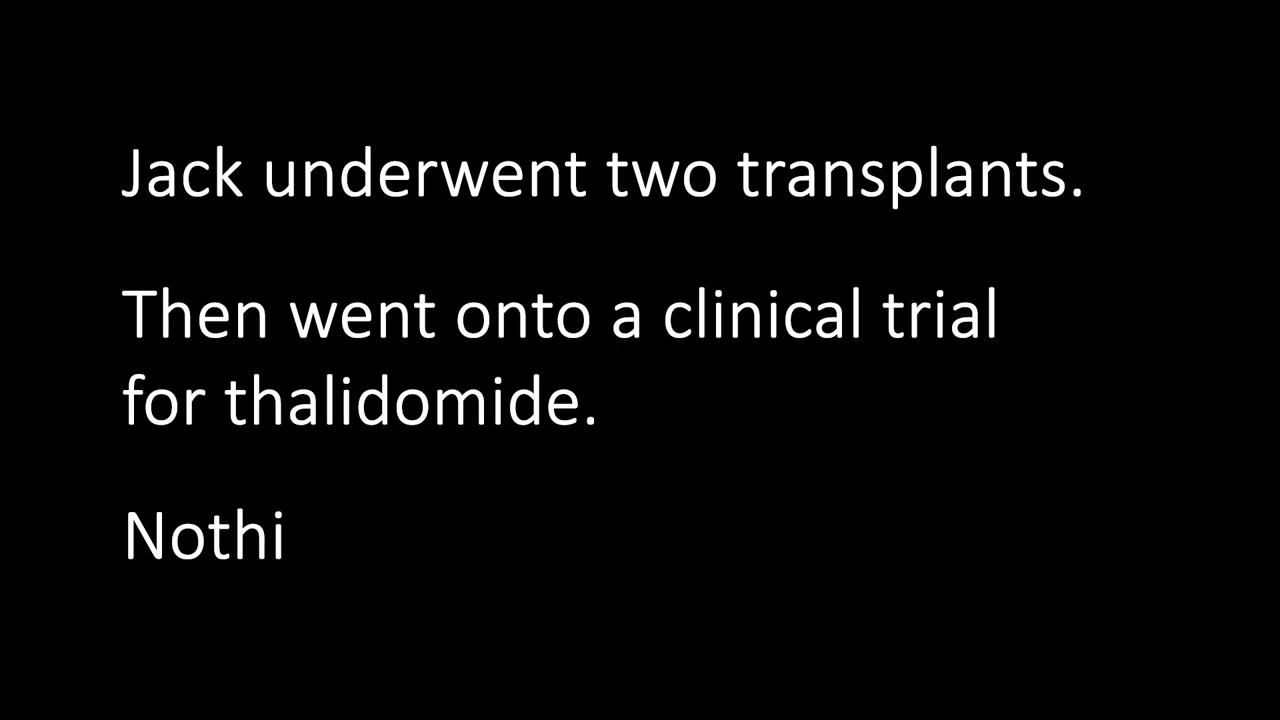 Jack underwent two transplants.
Then went onto a clinical trial
for thalidomide.
Nothi